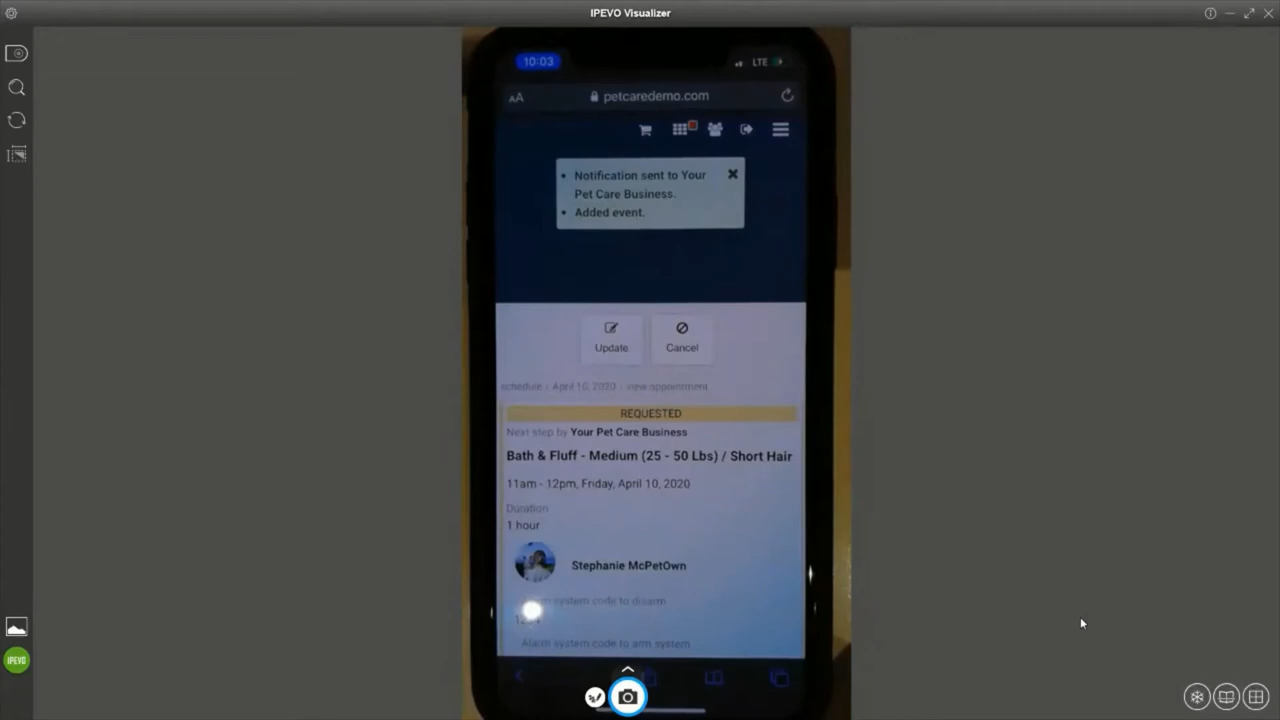 IPEVO Visualizer
10:03
LTE
AA
petcaredemo.com
Notification sent to Your
Pet Care Business.
Added event.
Update
Cancel
schedule
April 10, 2020
view appointment
REQUESTED
Next step by Your Pet Care Business
Bath & Fluff - Medium (25 - 50 Lbs) / Short Hair
11am - 12pm, Friday, April 10, 2020
Duration
1 hour
Stephanie McPetOwn
system code to disarm
Alarm system code to arm system
IPEVO